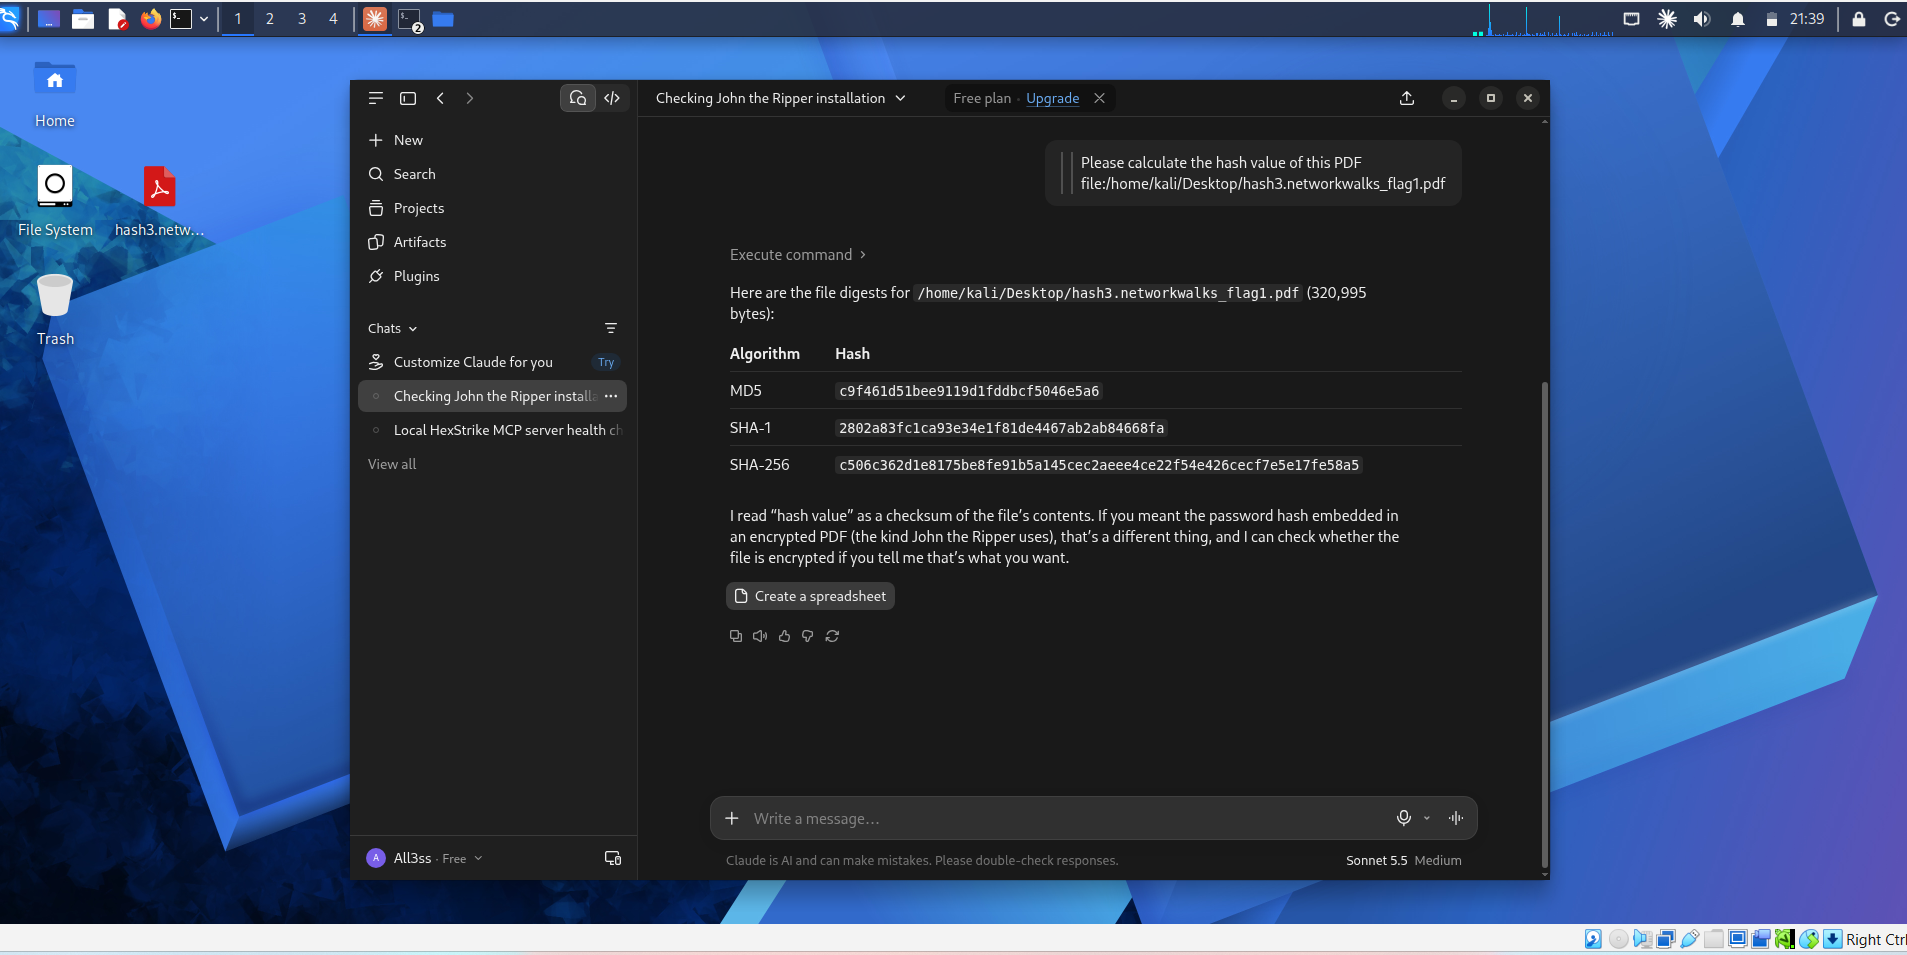 1 2 3 4
2
21:39
Home
File System
hash3.netw...
Trash
New
Search
Projects
Artifacts
Plugins
Chats
Customize Claude for you
Try
Checking John the Ripper installa
Local HexStrike MCP server health ch
View all
A
All3ss · Free
Checking John the Ripper installation
Free plan · Upgrade
Please calculate the hash value of this PDF
file:/home/kali/Desktop/hash3.networkwalks_flag1.pdf
Execute command
Here are the file digests for /home/kali/Desktop/hash3.networkwalks_flag1.pdf (320,995
bytes):
Algorithm Hash
MD5 c9f461d51bee9119d1fddbcf5046e5a6
SHA-1 2802a83fc1ca93e34e1f81de4467ab2ab84668fa
SHA-256 c506c362d1e8175be8fe91b5a145cec2aeee4ce22f54e426cecf7e5e17fe58a5
I read “hash value” as a checksum of the file’s contents. If you meant the password hash embedded in
an encrypted PDF (the kind John the Ripper uses), that’s a different thing, and I can check whether the
file is encrypted if you tell me that’s what you want.
Create a spreadsheet
Write a message…
Claude is AI and can make mistakes. Please double-check responses.
Sonnet 5.5 Medium
Right Ctrl